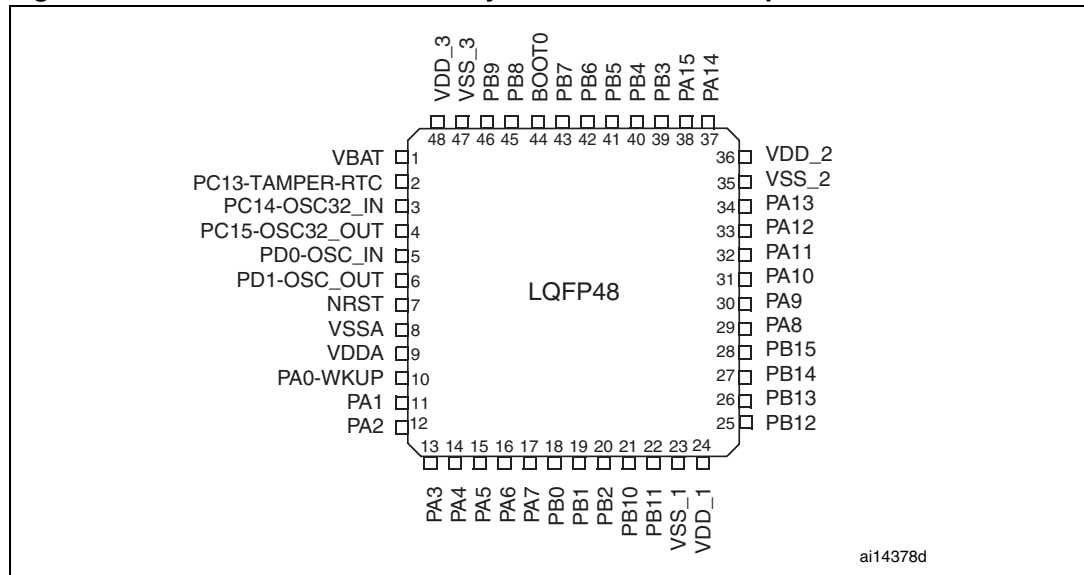 VDD_3
VSS_3
PB9
PB8
BOOT0
PB7
PB6
PB5
PB4
PB3
PA15
PA14
48 47 46 45 44 43 42 41 40 39 38 37
VBAT 1
PC13-TAMPER-RTC 2
PC14-OSC32_IN 3
PC15-OSC32_OUT 4
PD0-OSC_IN 5
PD1-OSC_OUT 6
NRST 7
VSSA 8
VDDA 9
PA0-WKUP 10
PA1 11
PA2 12
LQFP48
36 VDD_2
35 VSS_2
34 PA13
33 PA12
32 PA11
31 PA10
30 PA9
29 PA8
28 PB15
27 PB14
26 PB13
25 PB12
13 14 15 16 17 18 19 20 21 22 23 24
PA3
PA4
PA5
PA6
PA7
PB0
PB1
PB2
PB10
PB11
VSS_1
VDD_1
ai14378d